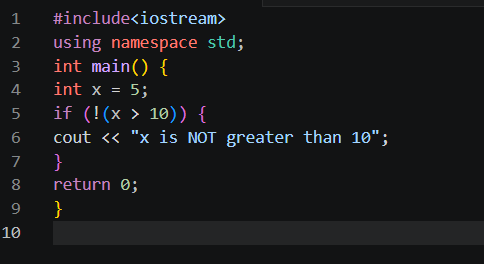 1 #include<iostream>
2 using namespace std;
3 int main() {
4 int x = 5;
5 if (!(x > 10)) {
6 cout << "x is NOT greater than 10";
7 }
8 return 0;
9 }
10